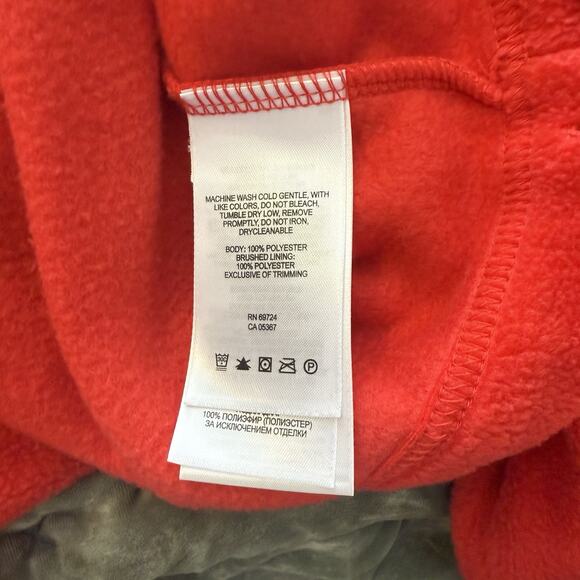 MACHINE WASH COLD GENTLE, WITH
LIKE COLORS, DO NOT BLEACH,
TUMBLE DRY LOW, REMOVE
PROMPTLY, DO NOT IRON,
DRYCLEANABLE
BODY: 100% POLYESTER
BRUSHED LINING:
100% POLYESTER
EXCLUSIVE OF TRIMMING
RN 69724
CA 05367
100% ПОЛИЭФИР (ПОЛИЭСТЕР)
ЗА ИСКЛЮЧЕНИЕМ ОТДЕЛКИ